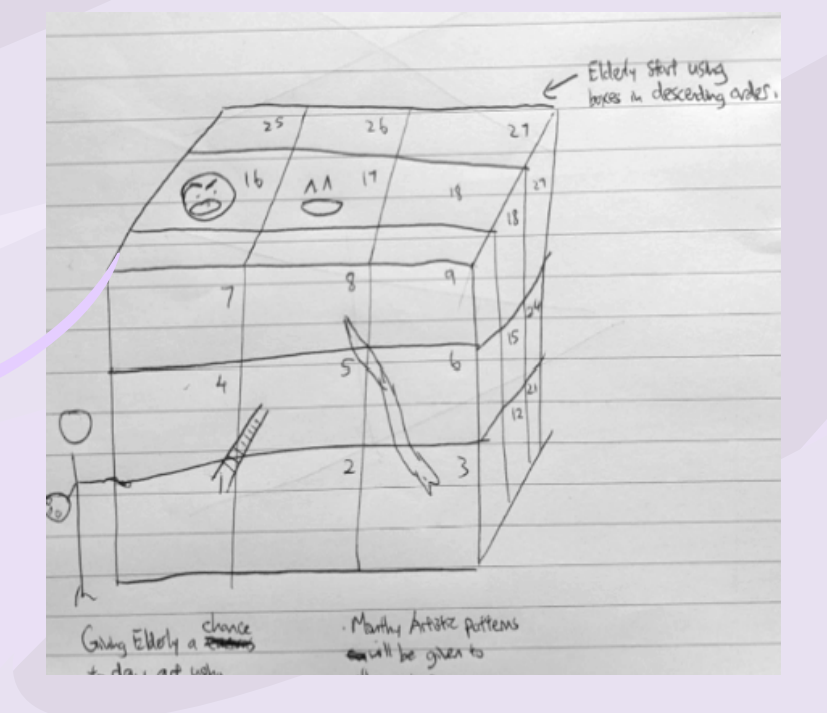 Elderly start using
boxes in descending order.
25 26 27
16 17 18 27
18
7 8 9
24
15
4 5 6
21
12
1 2 3
chance
Giving Elderly a
. Monthly Artistic patterns
will be given to